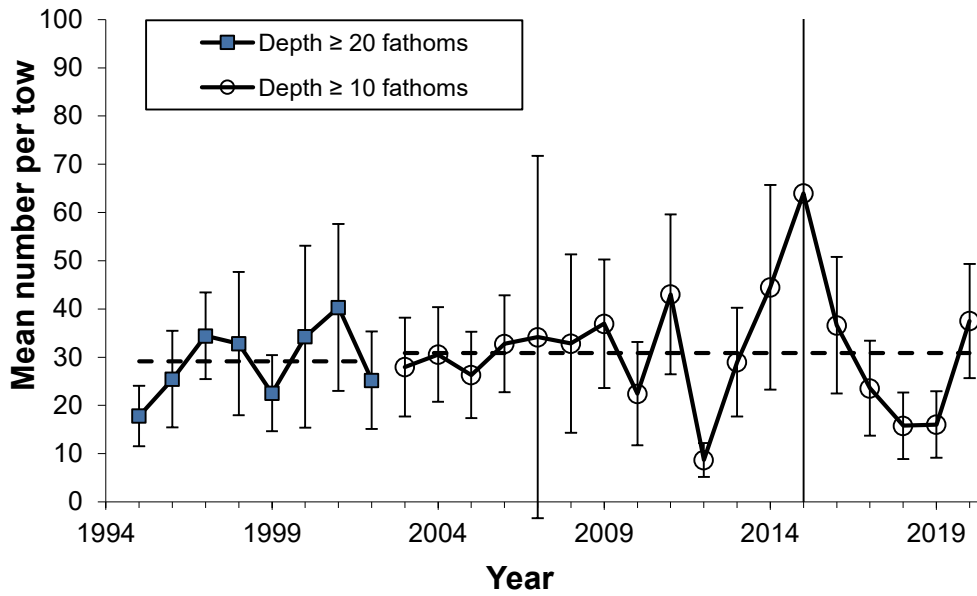 100
90
80
70
60
50
40
30
20
10
0
Mean number per tow
Depth ≥ 20 fathoms
Depth ≥ 10 fathoms
1994 1999 2004 2009 2014 2019
Year